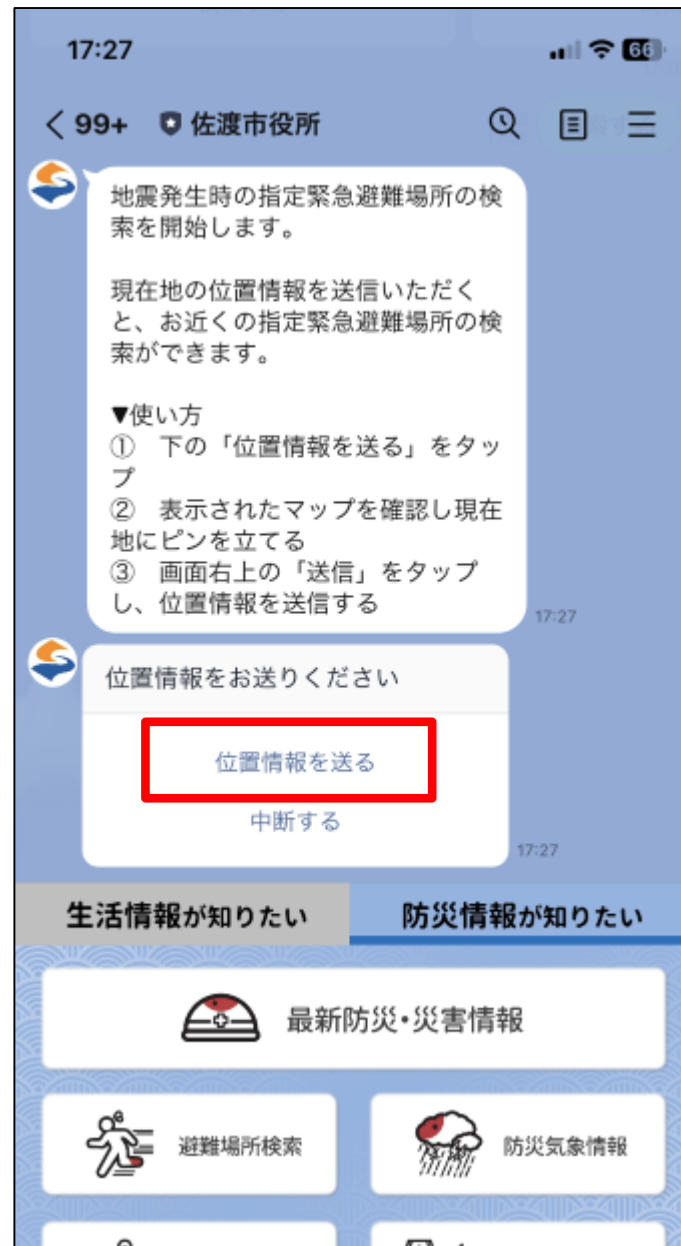 17:27
66
99+ 佐渡市役所
地震発生時の指定緊急避難場所の検
索を開始します。
現在地の位置情報を送信いただく
と、お近くの指定緊急避難場所の検
索ができます。
▼使い方
① 下の「位置情報を送る」をタッ
プ
② 表示されたマップを確認し現在
地にピンを立てる
③ 画面右上の「送信」をタップ
し、位置情報を送信する
17:27
位置情報をお送りください
位置情報を送る
中断する
17:27
生活情報が知りたい 防災情報が知りたい
最新防災・災害情報
避難場所検索 防災気象情報